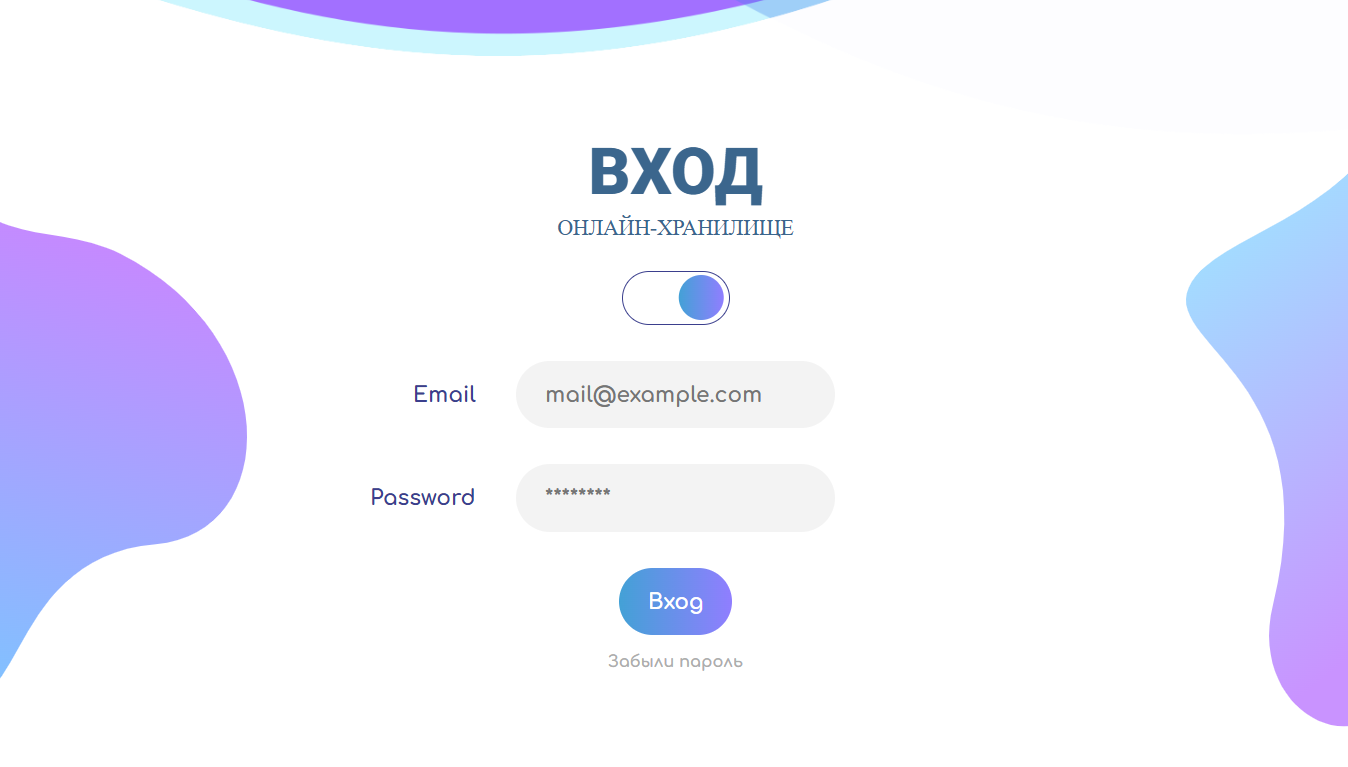 ВХОД
ОНЛАЙН-ХРАНИЛИЩЕ
Email mail@example.com
Password ********
Вход
Забыли пароль